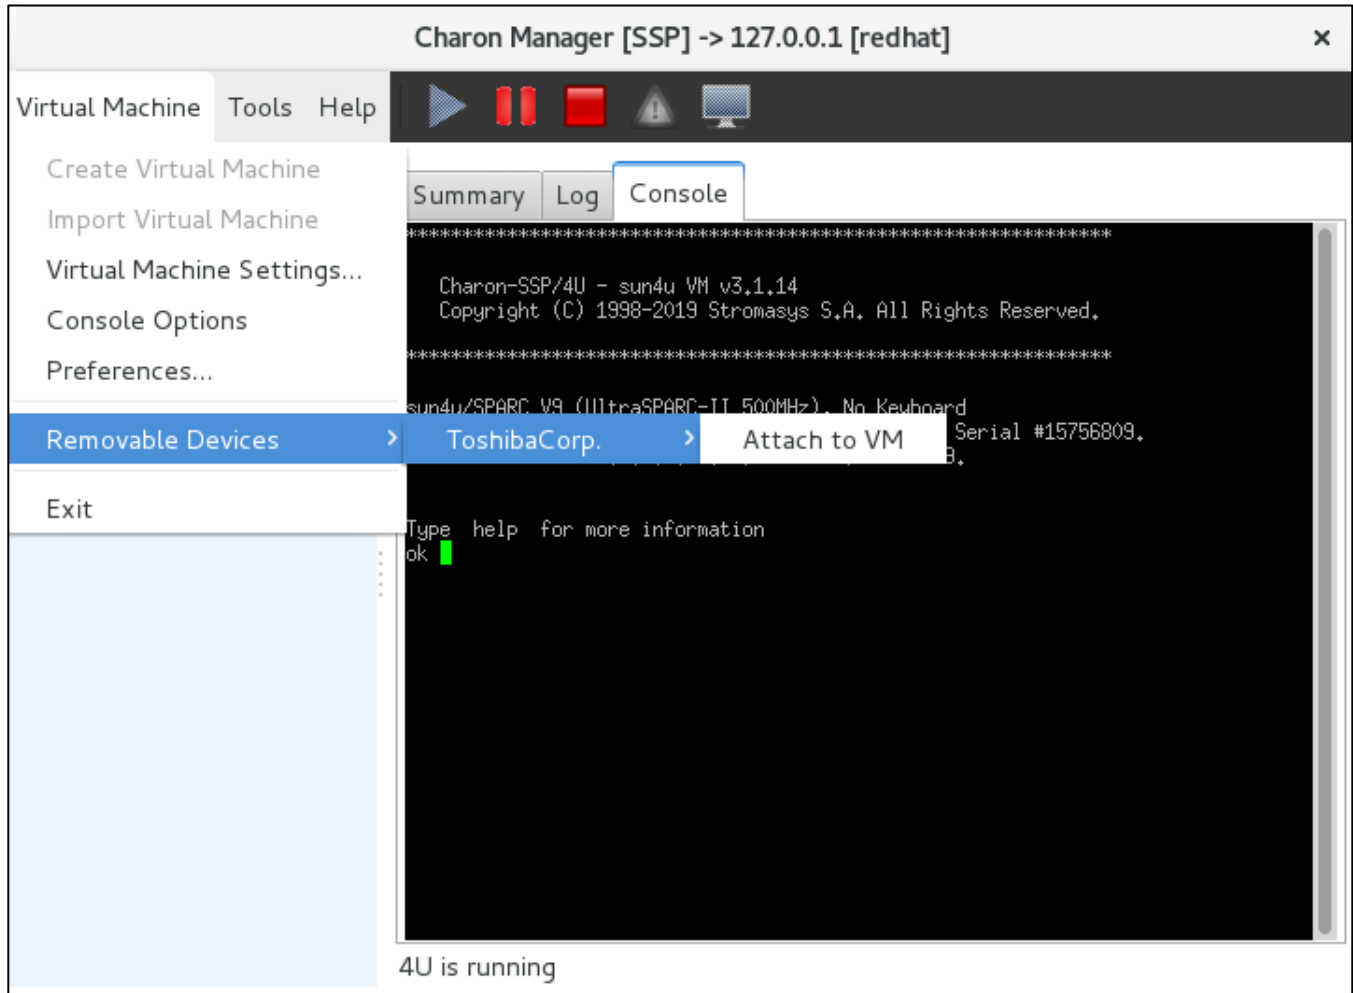 Charon Manager [SSP] -> 127.0.0.1 [redhat] ×
Virtual Machine Tools Help
Create Virtual Machine
Import Virtual Machine
Virtual Machine Settings...
Console Options
Preferences...
Removable Devices > ToshibaCorp. > Attach to VM
Exit
Summary Log Console
***************************************************************
Charon-SSP/4U - sun4u VM v3.1.14
Copyright (C) 1998-2019 Stromasys S.A. All Rights Reserved.
***************************************************************
sun4u/SPARC V9 (UltraSPARC-II 500MHz), No Keyboard
Serial #15756809.
Type help for more information
ok
4U is running